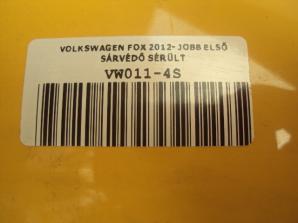 VOLKSWAGEN FOX 2012- JOBB ELSŐ
SÁRVÉDŐ SÉRÜLT
VW011-4S